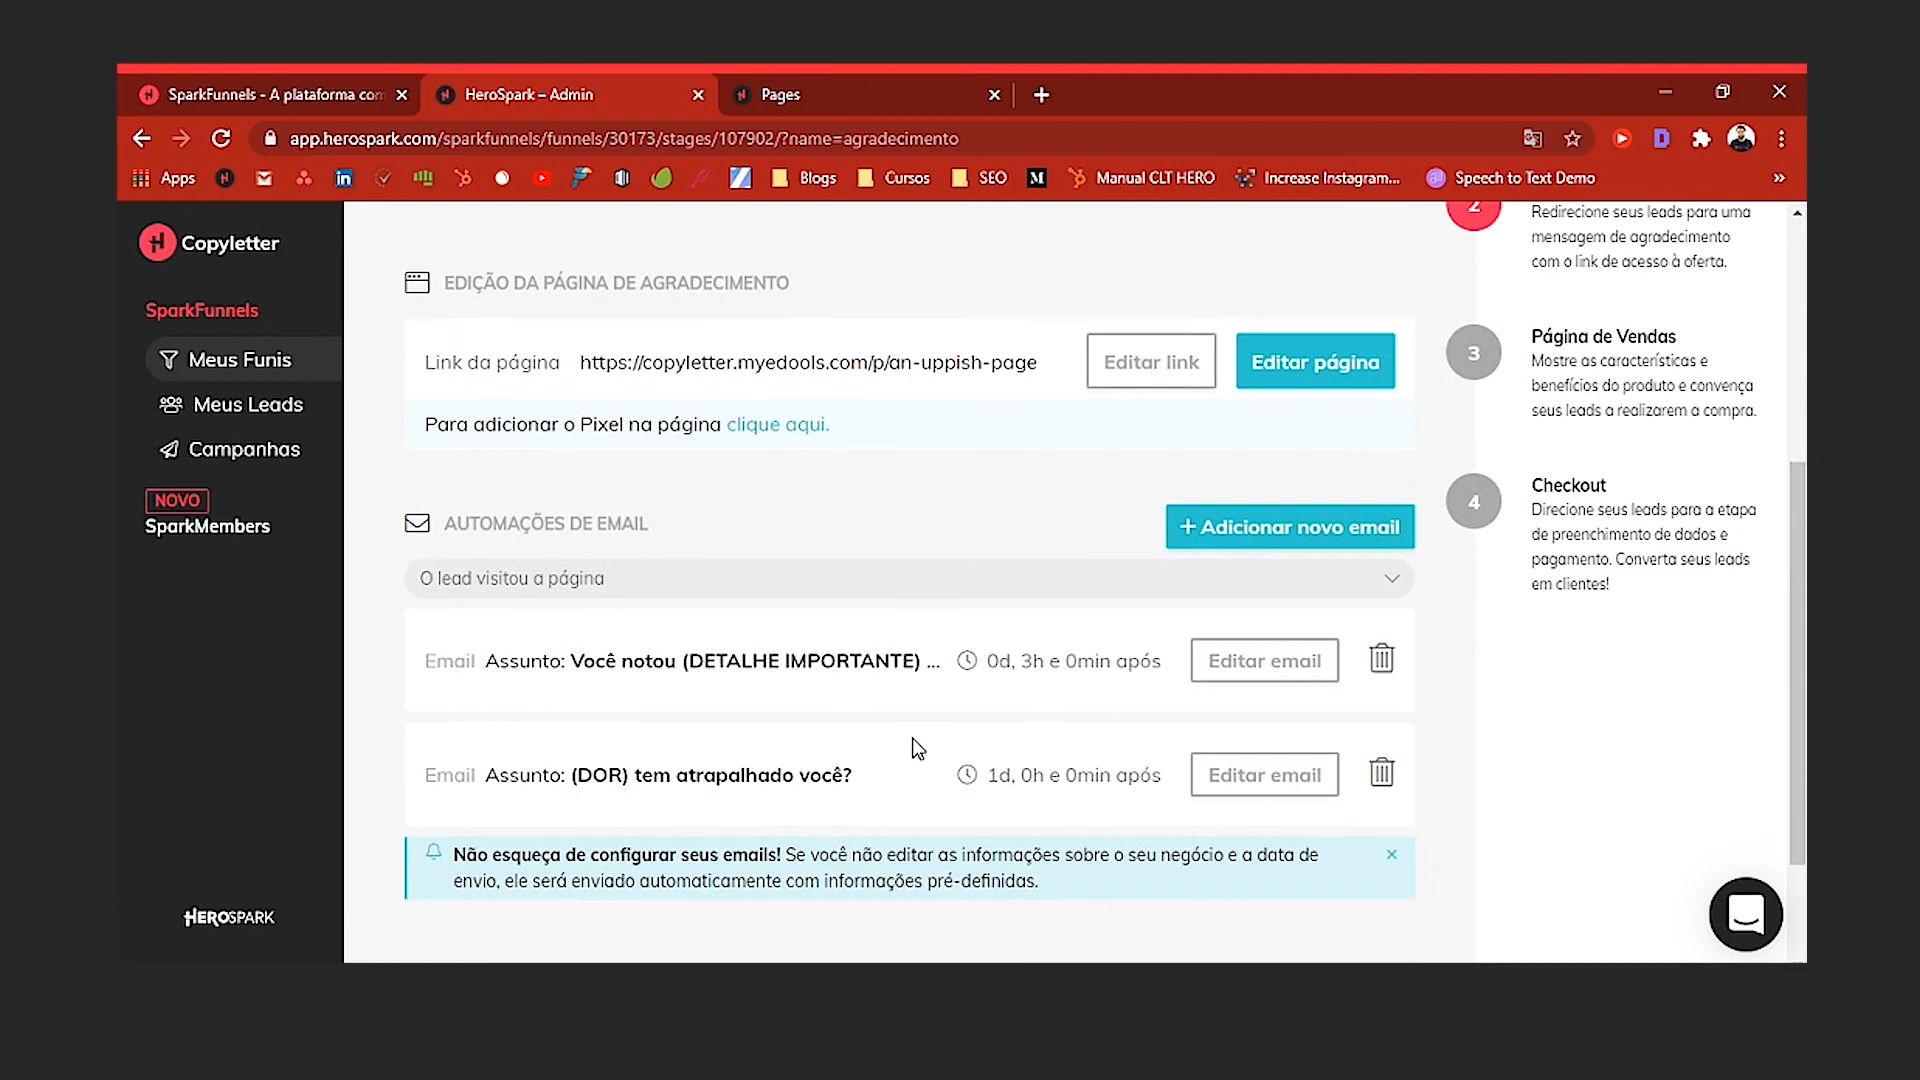 SparkFunnels - A plataforma com
HeroSpark – Admin
Pages
app.herospark.com/sparkfunnels/funnels/30173/stages/107902/?name=agradecimento
Apps
Blogs
Cursos
SEO
M
Manual CLT HERO
Increase Instagram...
Speech to Text Demo
»
Copyletter
SparkFunnels
Meus Funis
Meus Leads
Campanhas
NOVO
SparkMembers
HEROSPARK
EDIÇÃO DA PÁGINA DE AGRADECIMENTO
Link da página https://copyletter.myedools.com/p/an-uppish-page
Editar link
Editar página
Para adicionar o Pixel na página clique aqui.
AUTOMAÇÕES DE EMAIL
+ Adicionar novo email
O lead visitou a página
Email Assunto: Você notou (DETALHE IMPORTANTE) ... 0d, 3h e 0min após
Editar email
Email Assunto: (DOR) tem atrapalhado você? 1d, 0h e 0min após
Editar email
Não esqueça de configurar seus emails! Se você não editar as informações sobre o seu negócio e a data de
envio, ele será enviado automaticamente com informações pré-definidas.
2
Redirecione seus leads para uma
mensagem de agradecimento
com o link de acesso à oferta.
3
Página de Vendas
Mostre as características e
benefícios do produto e convença
seus leads a realizarem a compra.
4
Checkout
Direcione seus leads para a etapa
de preenchimento de dados e
pagamento. Converta seus leads
em clientes!